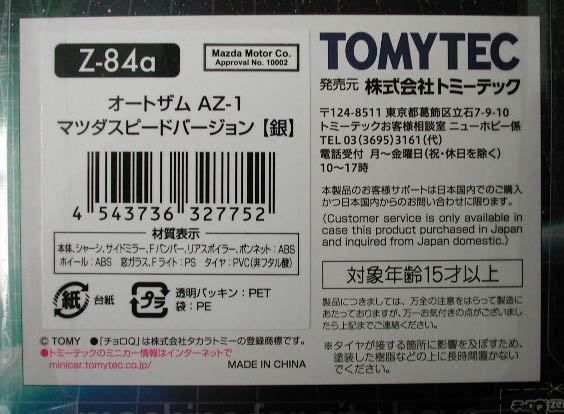 Z-84a
Mazda Motor Co.
Approval No. 10002
オートザム AZ-1
マツダスピードバージョン【銀】
4 543736 327752
材質表示
本体、シャーシ、サイドミラー、Fバンパー、リアスポイラー、ボンネット：ABS
ホイール：ABS 窓ガラス、Fライト：PS タイヤ：PVC(非フタル酸)
紙 台紙
プラ 透明パッキン：PET
袋：PE
© TOMY ●「チョロQ」は株式会社タカラトミーの登録商標です。
●トミーテックのミニカー情報はインターネットで
minicar.tomytec.co.jp/ MADE IN CHINA
TOMYTEC
発売元 株式会社トミーテック
〒124-8511 東京都葛飾区立石7-9-10
トミーテックお客様相談室 ニューホビー係
TEL 03(3695)3161(代)
電話受付 月〜金曜日(祝・休日を除く)
10〜17時
本製品のお客様サポートは日本国内でのご購入
かつ日本国内からのお問い合わせに限ります。
(Customer service is only available in
case this product purchased in Japan
and inquired from Japan domestic.)
対象年齢15才以上
製品につきましては、万全の注意をはらって製造に
あたっておりますが、万一お気付きの点がございまし
たら上記までご連絡ください。
※タイヤが接する箇所に影響を及ぼすため、
塗装した樹脂などの上に長時間置かない
でください。